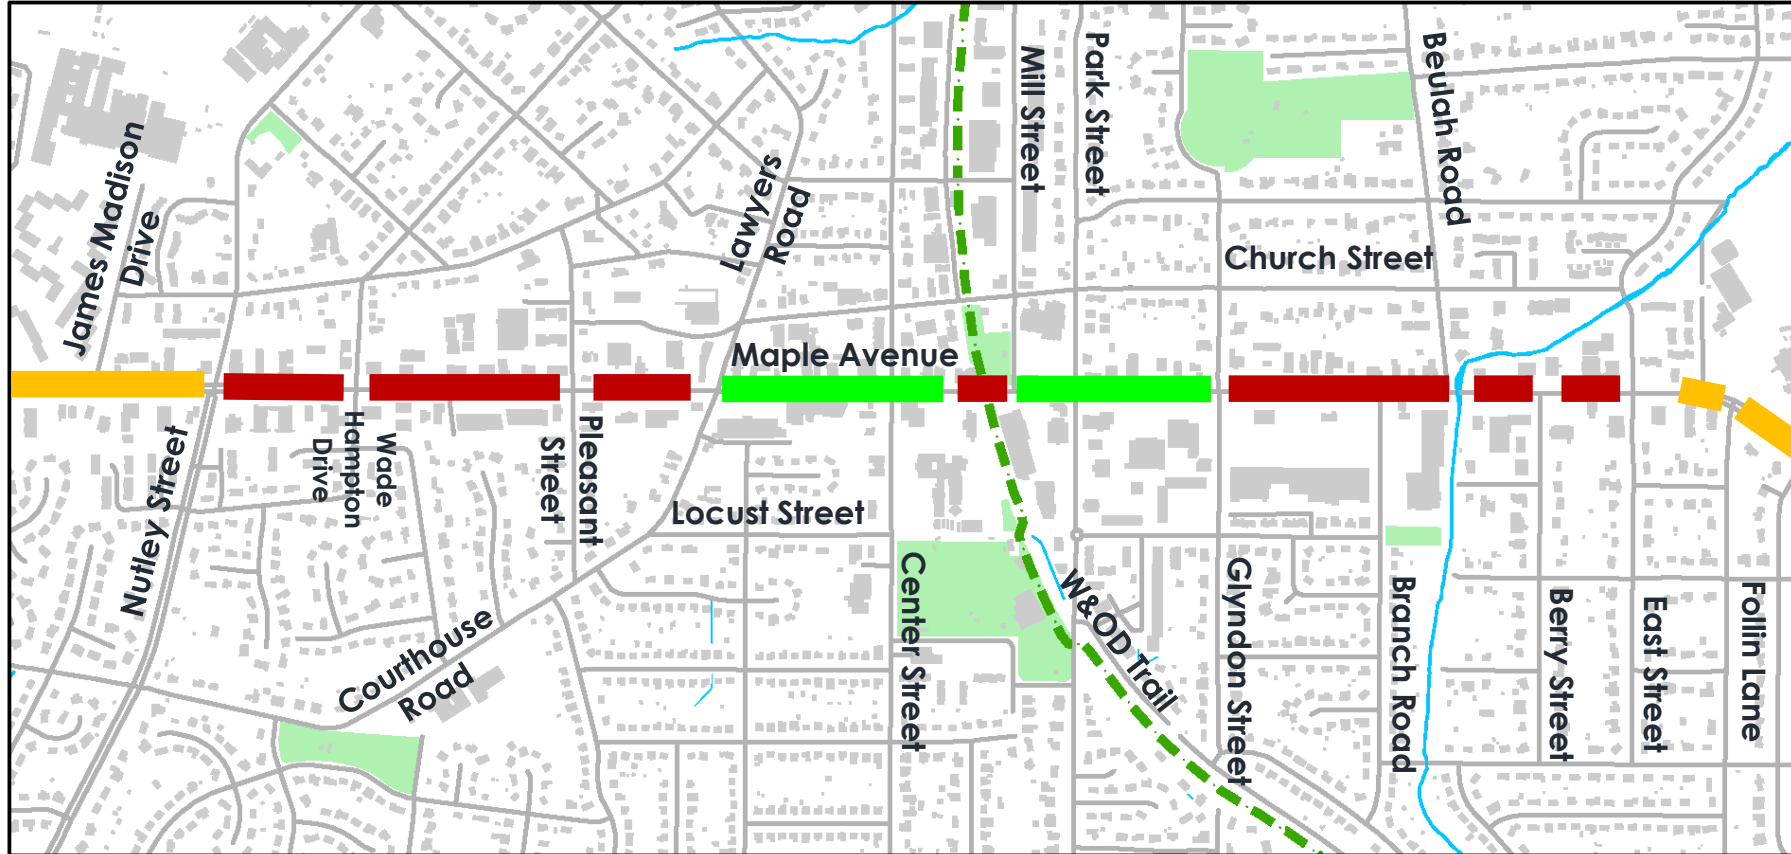 James Madison
Drive
Lawyers
Road
Mill Street
Park Street
Beulah Road
Church Street
Maple Avenue
Nutley Street
Wade
Hampton
Drive
Pleasant
Street
Locust Street
Courthouse
Road
Center Street
W&OD Trail
Glyndon Street
Branch Road
Berry Street
East Street
Follin Lane